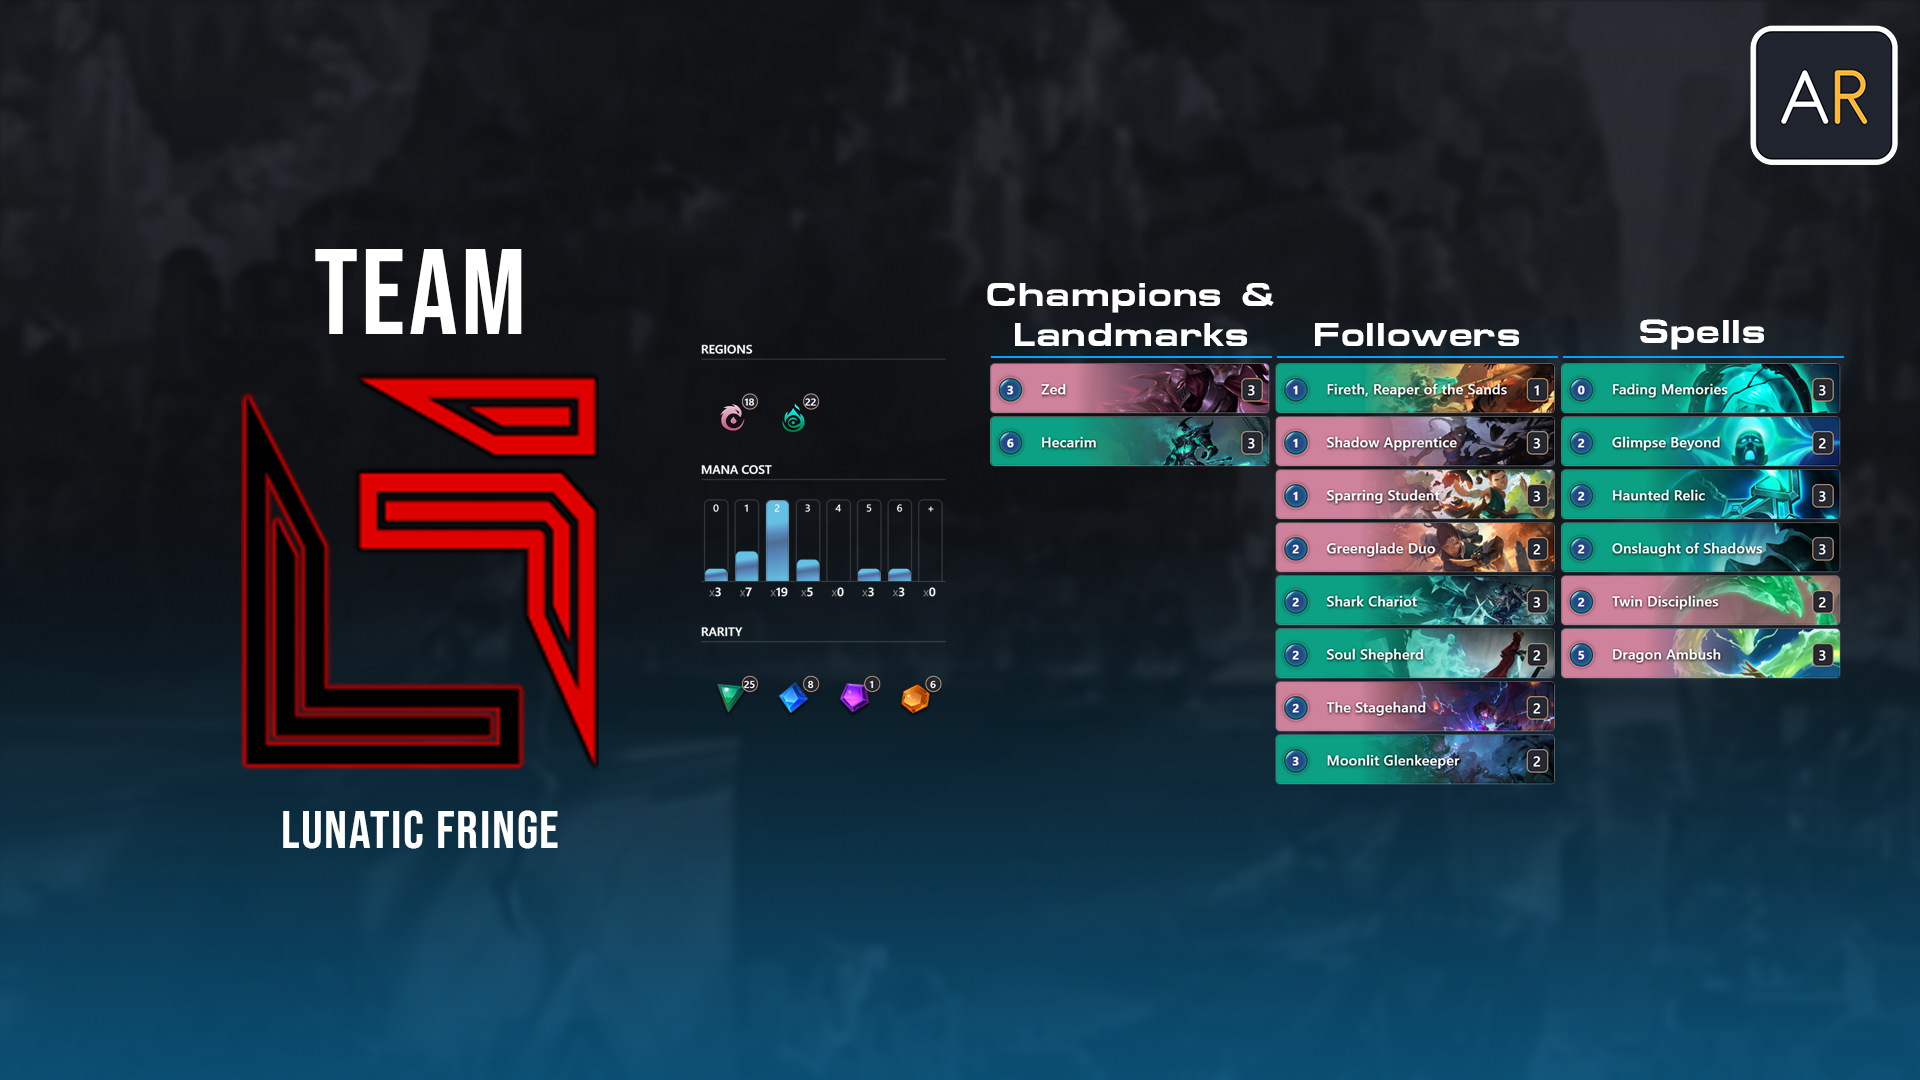 AR
TEAM
LUNATIC FRINGE
REGIONS
18 22
MANA COST
0 1 2 3 4 5 6 +
x3 x7 x19 x5 x0 x3 x3 x0
RARITY
25 8 1 6
Champions &
Landmarks
3 Zed 3
6 Hecarim 3
Followers
1 Fireth, Reaper of the Sands 1
1 Shadow Apprentice 3
1 Sparring Student 3
2 Greenglade Duo 2
2 Shark Chariot 3
2 Soul Shepherd 2
2 The Stagehand 2
3 Moonlit Glenkeeper 2
Spells
0 Fading Memories 3
2 Glimpse Beyond 2
2 Haunted Relic 3
2 Onslaught of Shadows 3
2 Twin Disciplines 2
5 Dragon Ambush 3